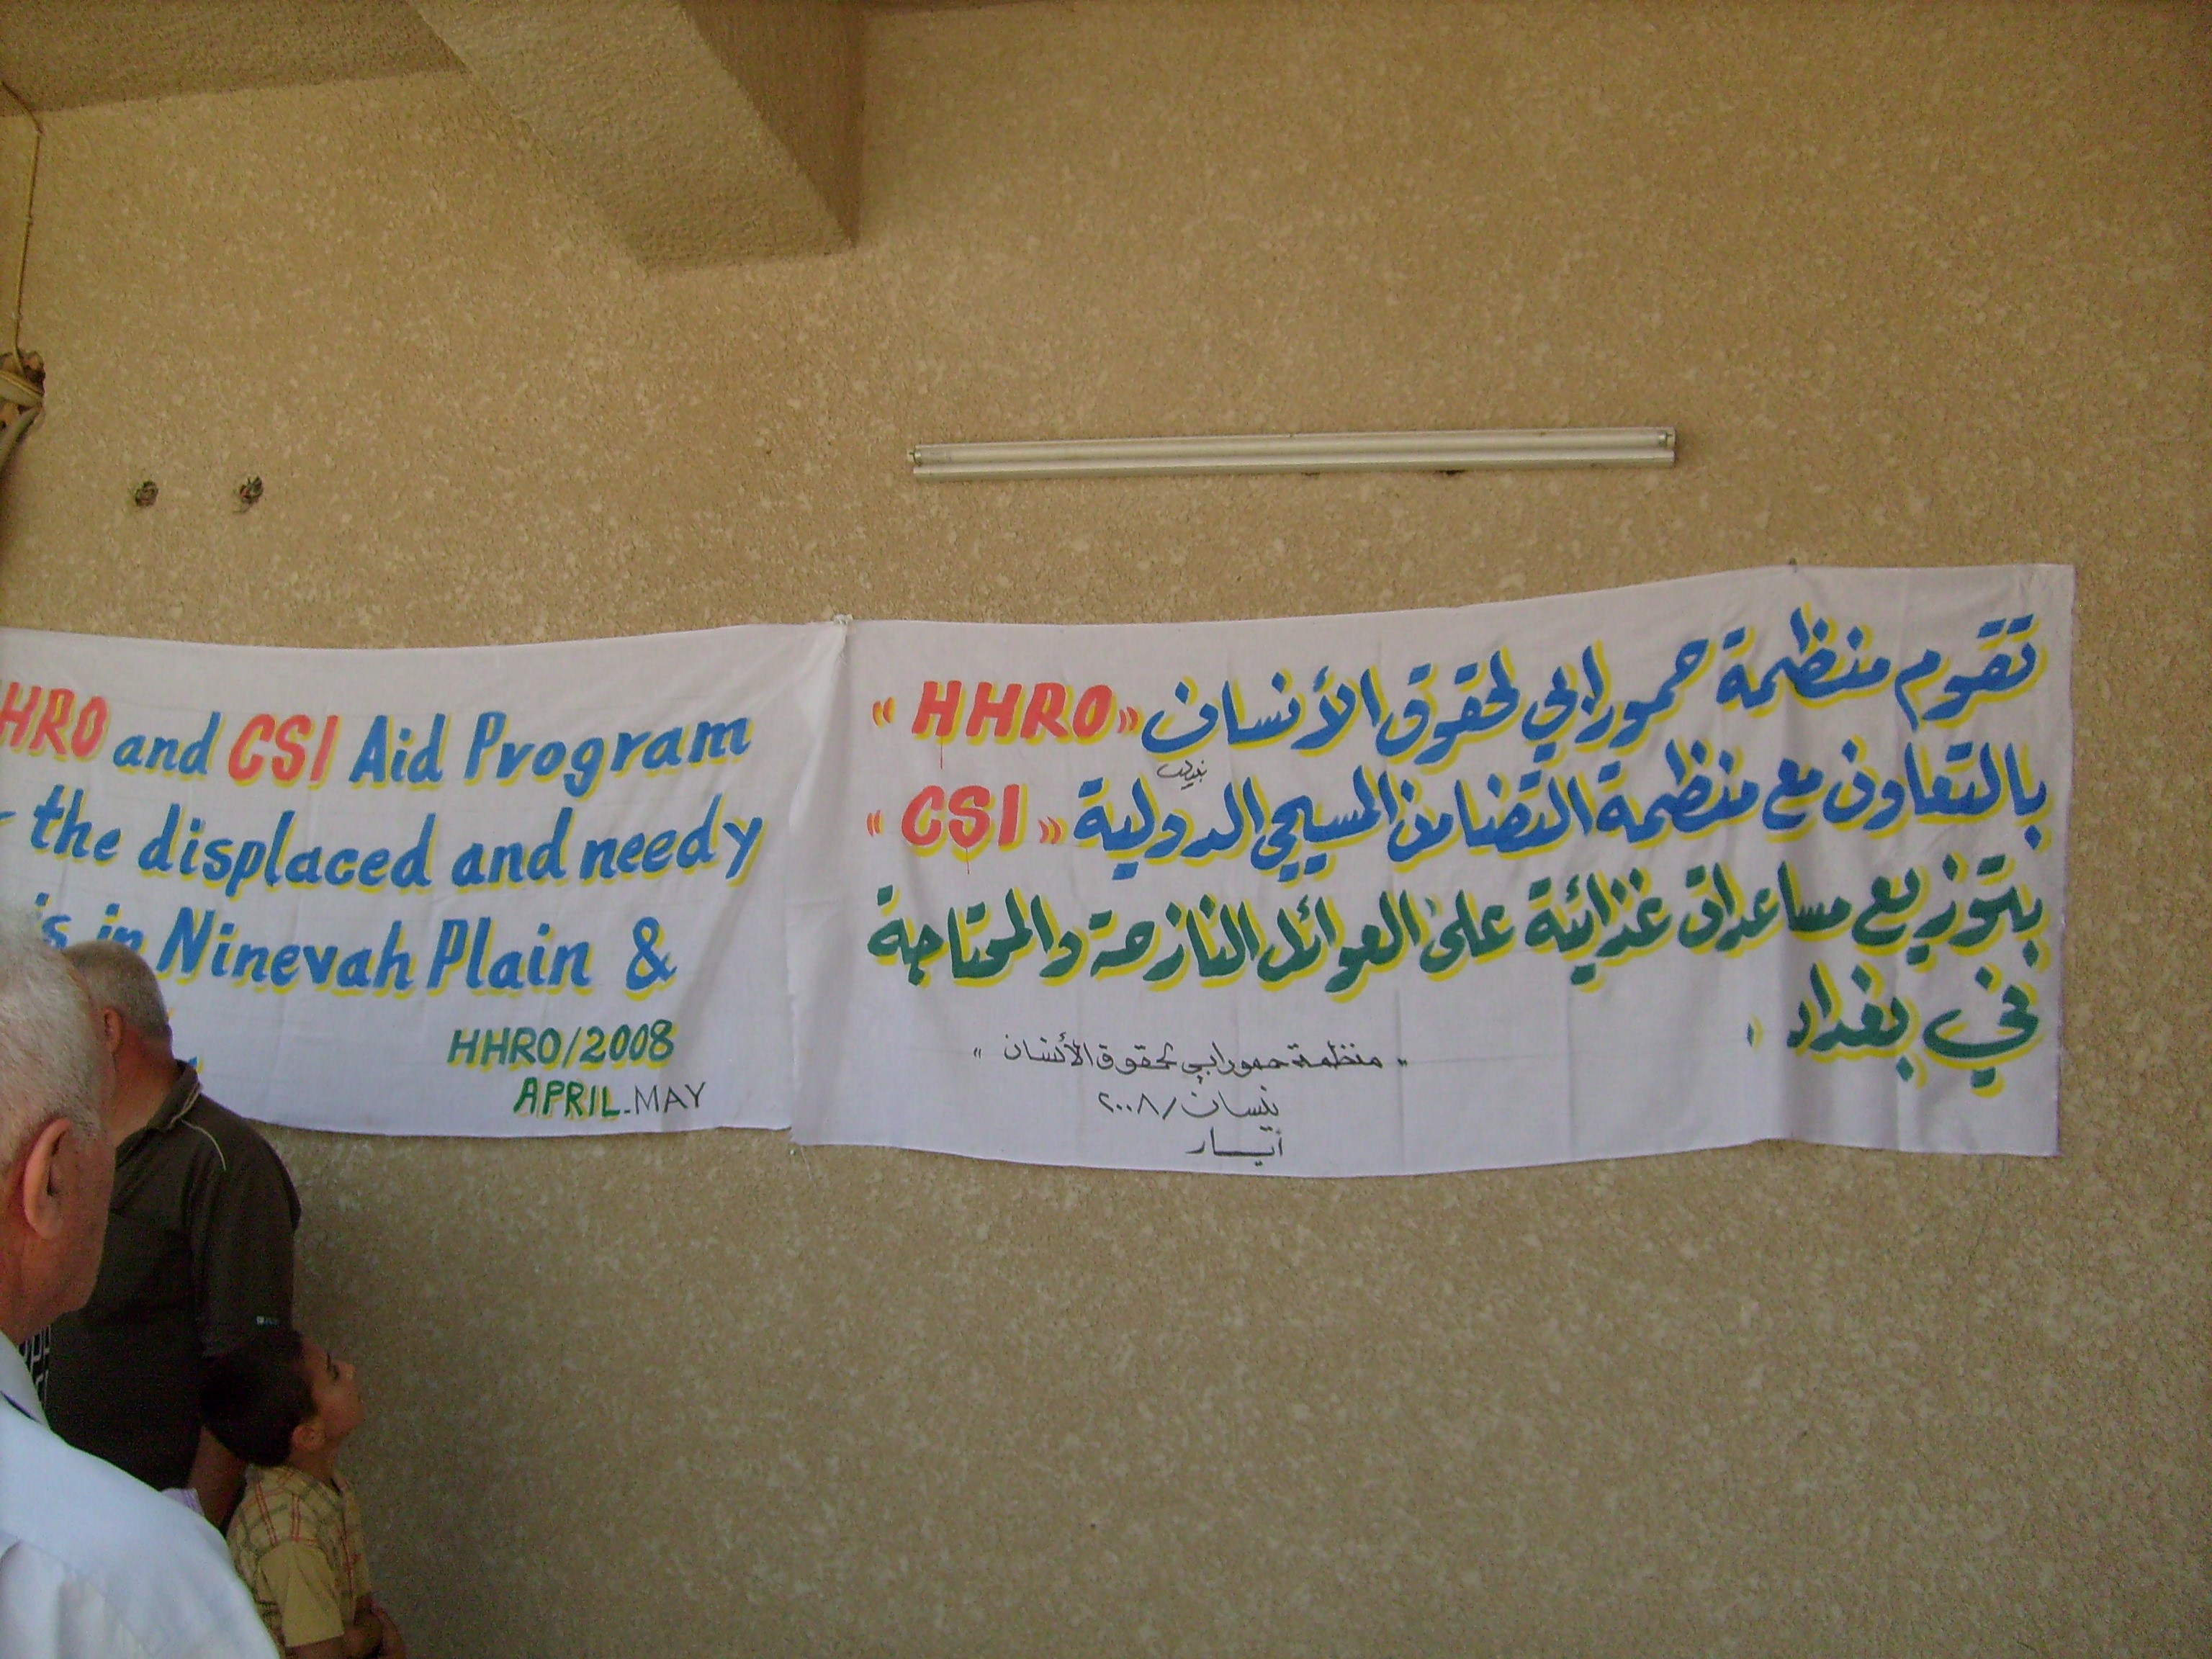 HRO and CSI Aid Program
the displaced and needy
in Ninevah Plain &
HHRO/2008
APRIL-MAY
تقوم منظمة حمورابي لحقوق الأنسان «HHRO»
بالتعاون مع منظمة التضامن المسيحي الدولية «CSI»
بتوزيع مساعدات غذائية على العوائل النازحة والمحتاجة
في بغداد .
" منظمة حمورابي لحقوق الأنسان "
نيسان/٢٠٠٨
أيـــار